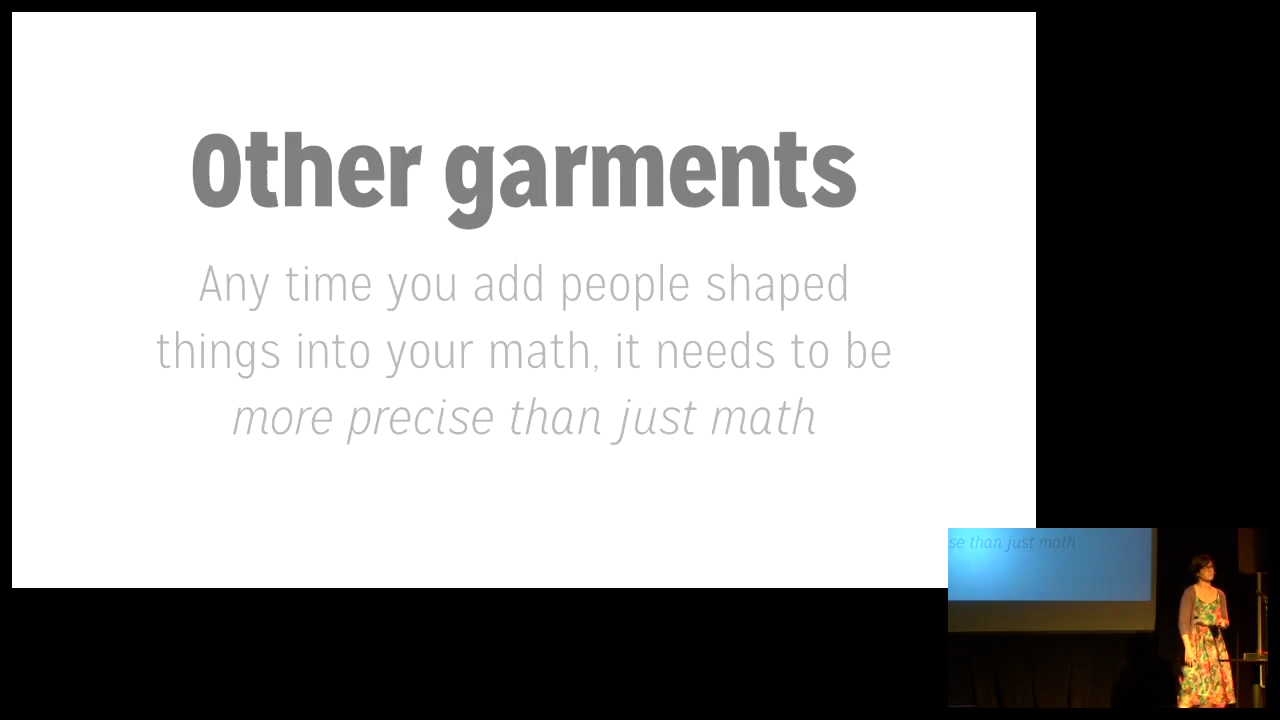 Other garments
Any time you add people shaped
things into your math, it needs to be
more precise than just math
se than just math